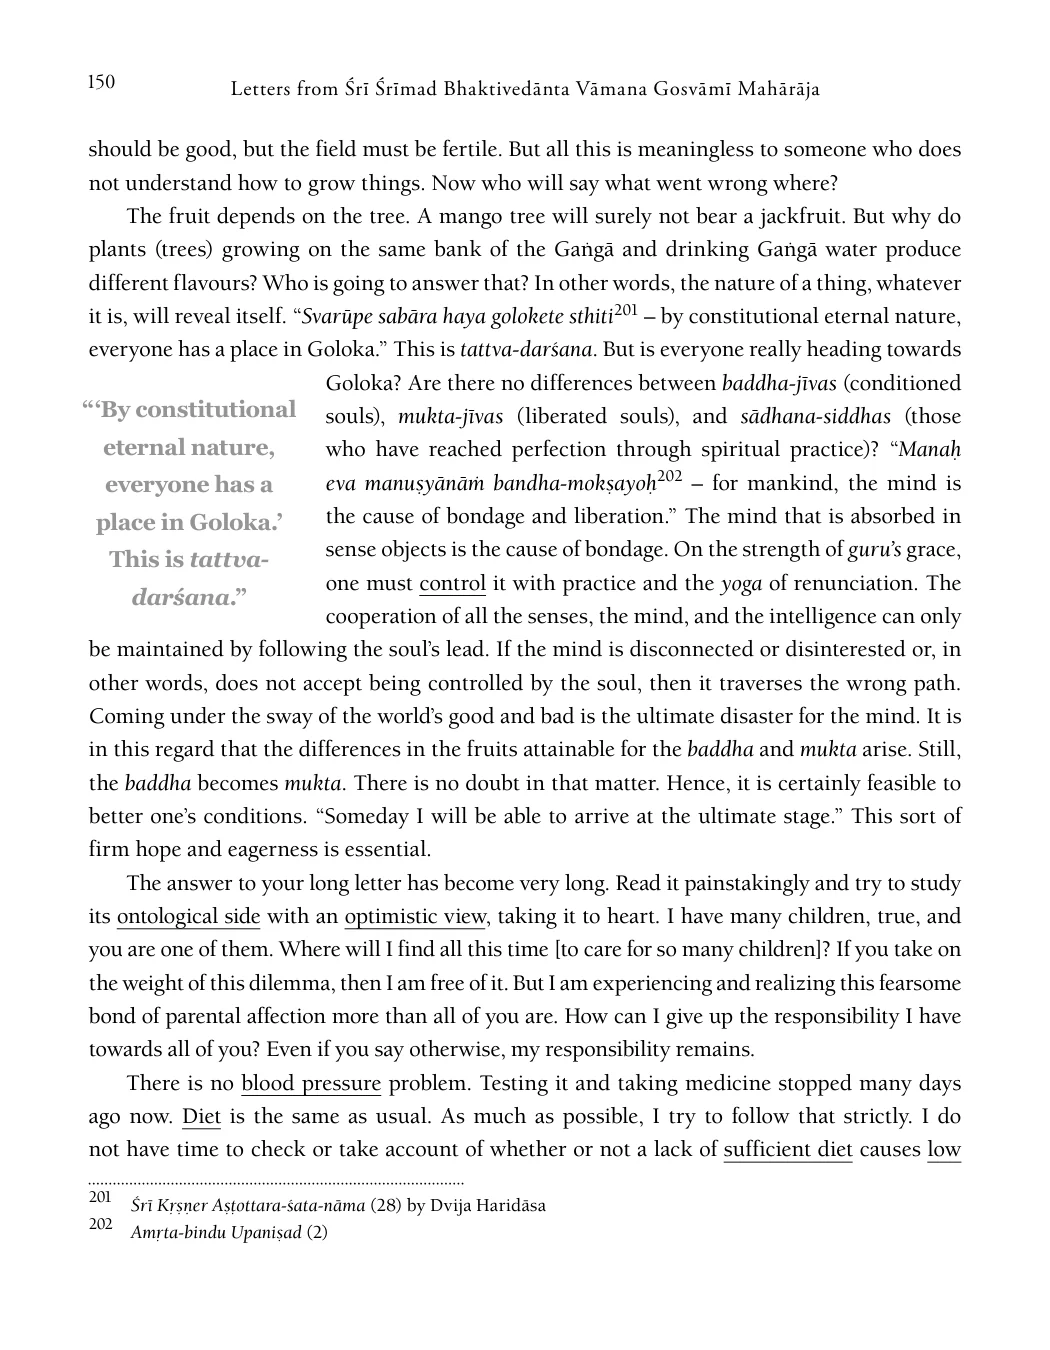 150
Letters from Śrī Śrīmad Bhaktivedānta Vāmana Gosvāmī Mahārāja
should be good, but the field must be fertile. But all this is meaningless to someone who does
not understand how to grow things. Now who will say what went wrong where?
The fruit depends on the tree. A mango tree will surely not bear a jackfruit. But why do
plants (trees) growing on the same bank of the Gaṅgā and drinking Gaṅgā water produce
different flavours? Who is going to answer that? In other words, the nature of a thing, whatever
it is, will reveal itself. “Svarūpe sabāra haya golokete sthiti201 – by constitutional eternal nature,
everyone has a place in Goloka.” This is tattva-darśana. But is everyone really heading towards
Goloka? Are there no differences between baddha-jīvas (conditioned
souls), mukta-jīvas (liberated souls), and sādhana-siddhas (those
who have reached perfection through spiritual practice)? “Manaḥ
eva manuṣyānāṁ bandha-mokṣayoḥ202 – for mankind, the mind is
the cause of bondage and liberation.” The mind that is absorbed in
sense objects is the cause of bondage. On the strength of guru’s grace,
one must control it with practice and the yoga of renunciation. The
cooperation of all the senses, the mind, and the intelligence can only
“‘By constitutional
eternal nature,
everyone has a
place in Goloka.’
This is tattva-
darśana.”
be maintained by following the soul’s lead. If the mind is disconnected or disinterested or, in
other words, does not accept being controlled by the soul, then it traverses the wrong path.
Coming under the sway of the world’s good and bad is the ultimate disaster for the mind. It is
in this regard that the differences in the fruits attainable for the baddha and mukta arise. Still,
the baddha becomes mukta. There is no doubt in that matter. Hence, it is certainly feasible to
better one’s conditions. “Someday I will be able to arrive at the ultimate stage.” This sort of
firm hope and eagerness is essential.
The answer to your long letter has become very long. Read it painstakingly and try to study
its ontological side with an optimistic view, taking it to heart. I have many children, true, and
you are one of them. Where will I find all this time [to care for so many children]? If you take on
the weight of this dilemma, then I am free of it. But I am experiencing and realizing this fearsome
bond of parental affection more than all of you are. How can I give up the responsibility I have
towards all of you? Even if you say otherwise, my responsibility remains.
There is no blood pressure problem. Testing it and taking medicine stopped many days
ago now. Diet is the same as usual. As much as possible, I try to follow that strictly. I do
not have time to check or take account of whether or not a lack of sufficient diet causes low
201 Śrī Kṛṣṇer Aṣṭottara-śata-nāma (28) by Dvija Haridāsa
202 Amṛta-bindu Upaniṣad (2)